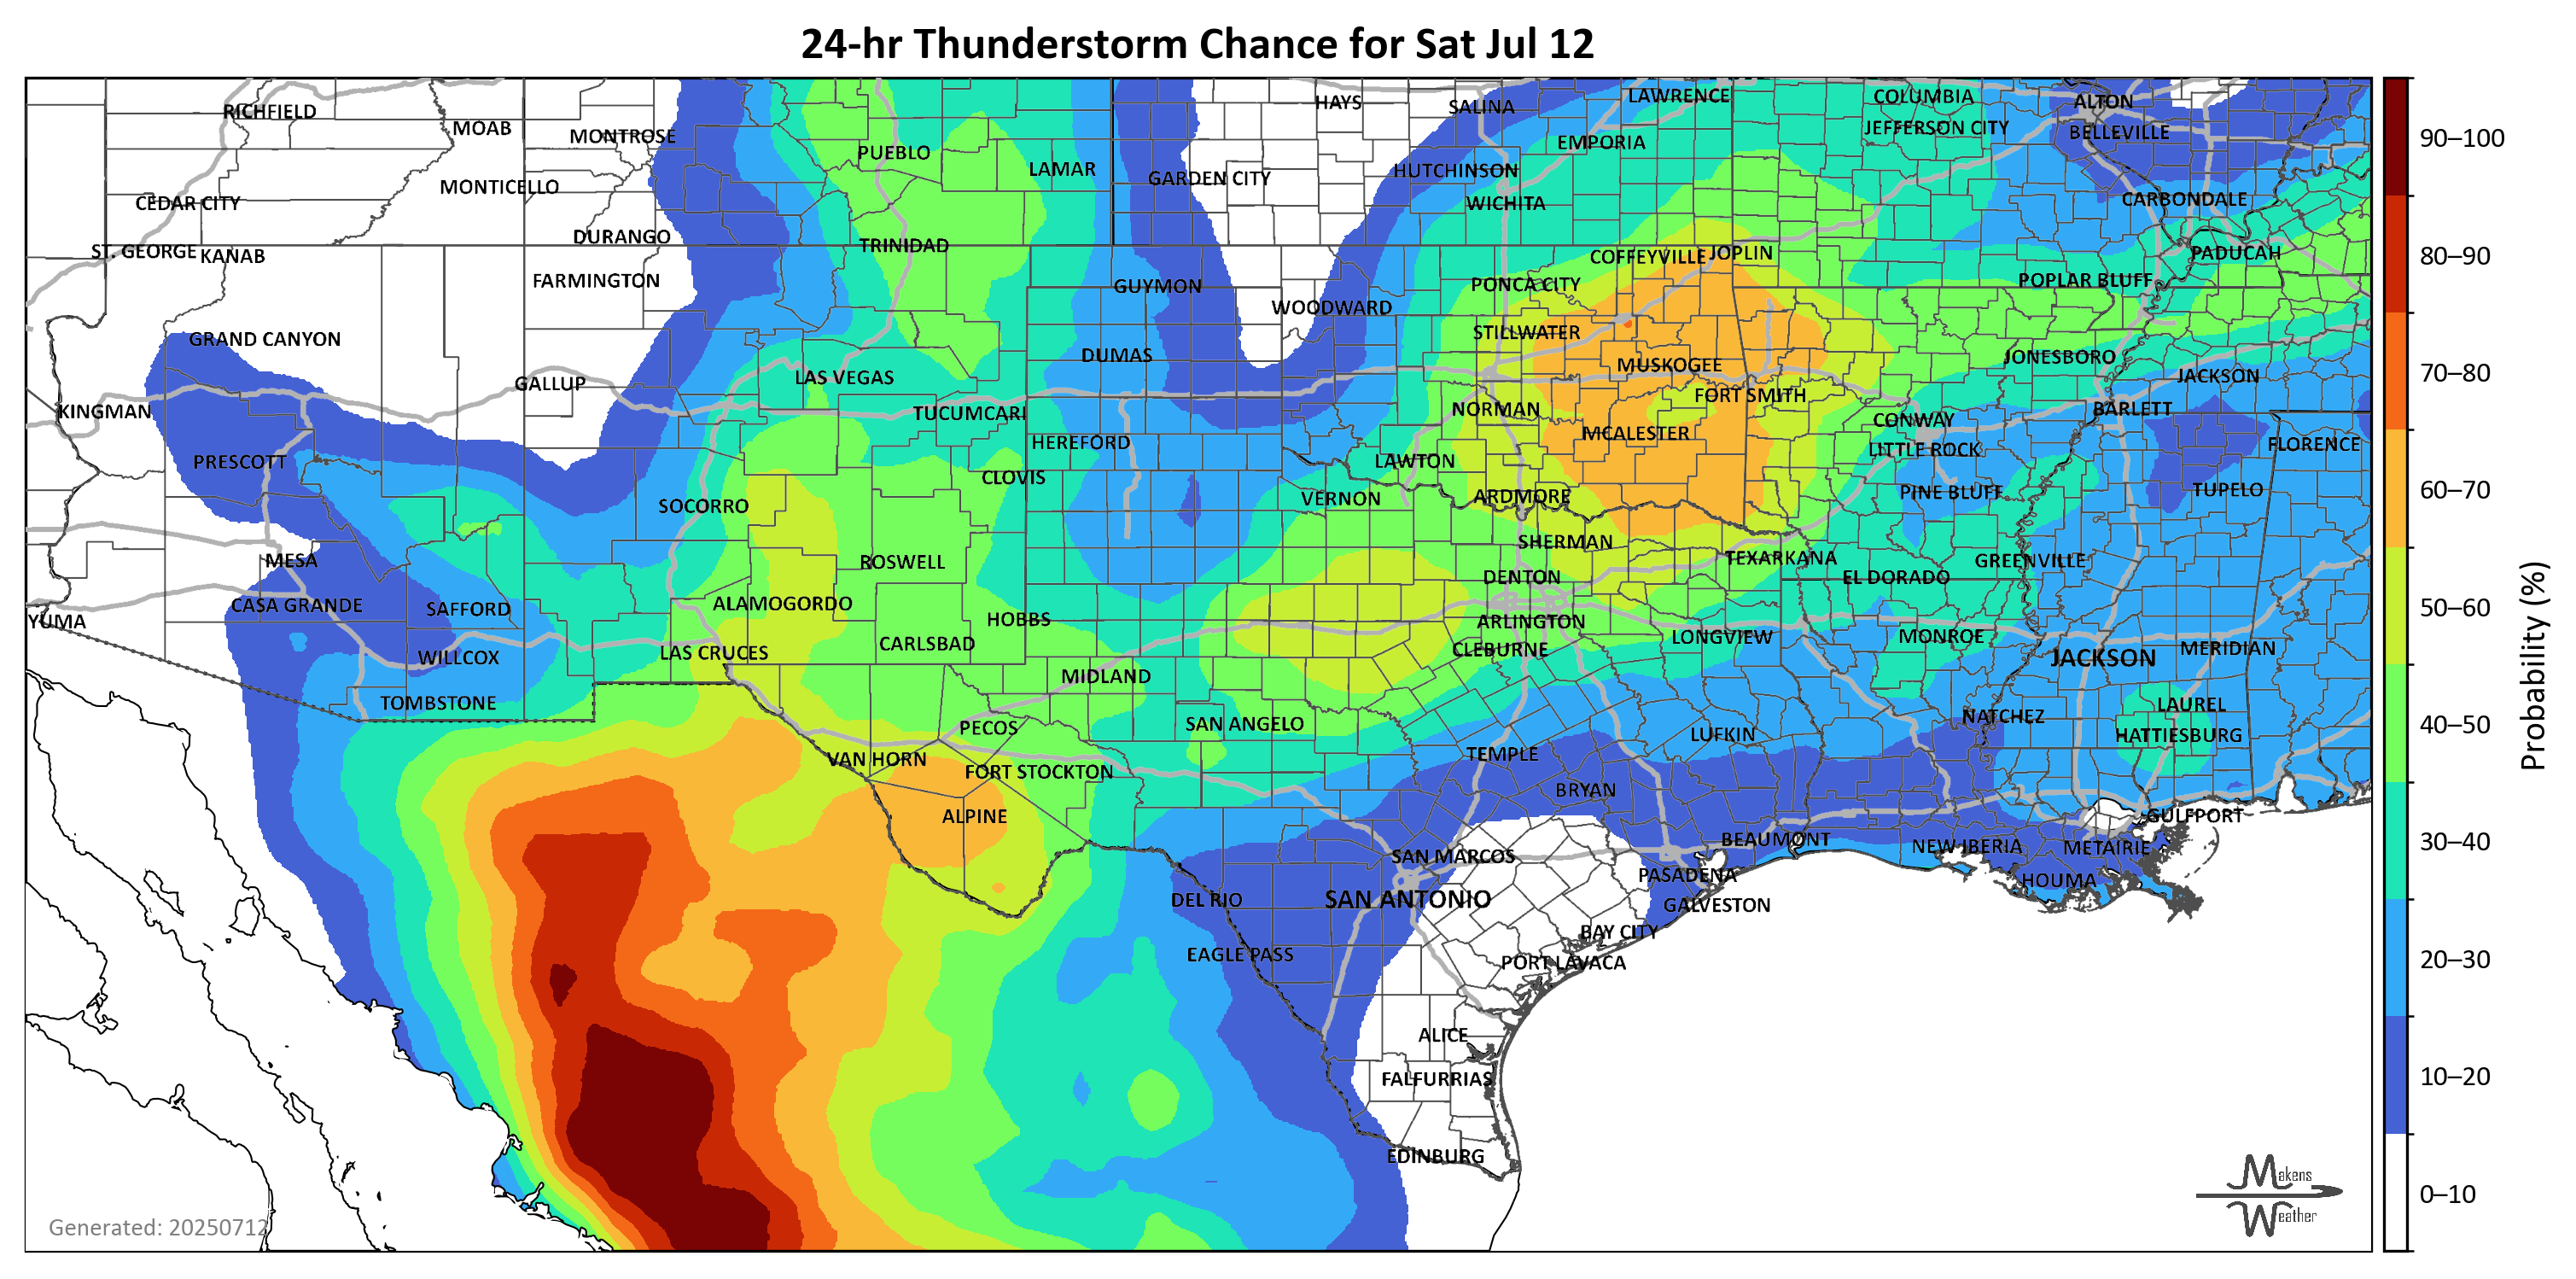 24-hr Thunderstorm Chance for Sat Jul 12
RICHFIELD
MOAB
MONTROSE
PUEBLO
LAMAR
GARDEN CITY
HAYS
SALINA
LAWRENCE
COLUMBIA
ALTON
EMPORIA
JEFFERSON CITY
BELLEVILLE
HUTCHINSON
MONTICELLO
CEDAR CITY
WICHITA
CARBONDALE
DURANGO
TRINIDAD
ST. GEORGE
KANAB
COFFEYVILLE
JOPLIN
PADUCAH
FARMINGTON
GUYMON
PONCA CITY
POPLAR BLUFF
WOODWARD
GRAND CANYON
STILLWATER
DUMAS
MUSKOGEE
JONESBORO
GALLUP
LAS VEGAS
JACKSON
KINGMAN
TUCUMCARI
NORMAN
FORT SMITH
BARLETT
CONWAY
HEREFORD
MCALESTER
LITTLE ROCK
FLORENCE
PRESCOTT
CLOVIS
LAWTON
SOCORRO
VERNON
ARDMORE
PINE BLUFF
TUPELO
MESA
ROSWELL
SHERMAN
TEXARKANA
GREENVILLE
DENTON
EL DORADO
CASA GRANDE
SAFFORD
ALAMOGORDO
HOBBS
YUMA
ARLINGTON
CARLSBAD
LONGVIEW
MONROE
LAS CRUCES
WILLCOX
CLEBURNE
JACKSON
MERIDIAN
MIDLAND
TOMBSTONE
LAUREL
PECOS
SAN ANGELO
NATCHEZ
LUFKIN
HATTIESBURG
VAN HORN
FORT STOCKTON
TEMPLE
BRYAN
ALPINE
GULFPORT
BEAUMONT
SAN MARCOS
NEW IBERIA
METAIRIE
PASADENA
HOUMA
DEL RIO
SAN ANTONIO
GALVESTON
BAY CITY
EAGLE PASS
PORT LAVACA
ALICE
FALFURRIAS
EDINBURG
Generated: 20250712
Makens
Weather
90–100
80–90
70–80
60–70
50–60
40–50
30–40
20–30
10–20
0–10
Probability (%)